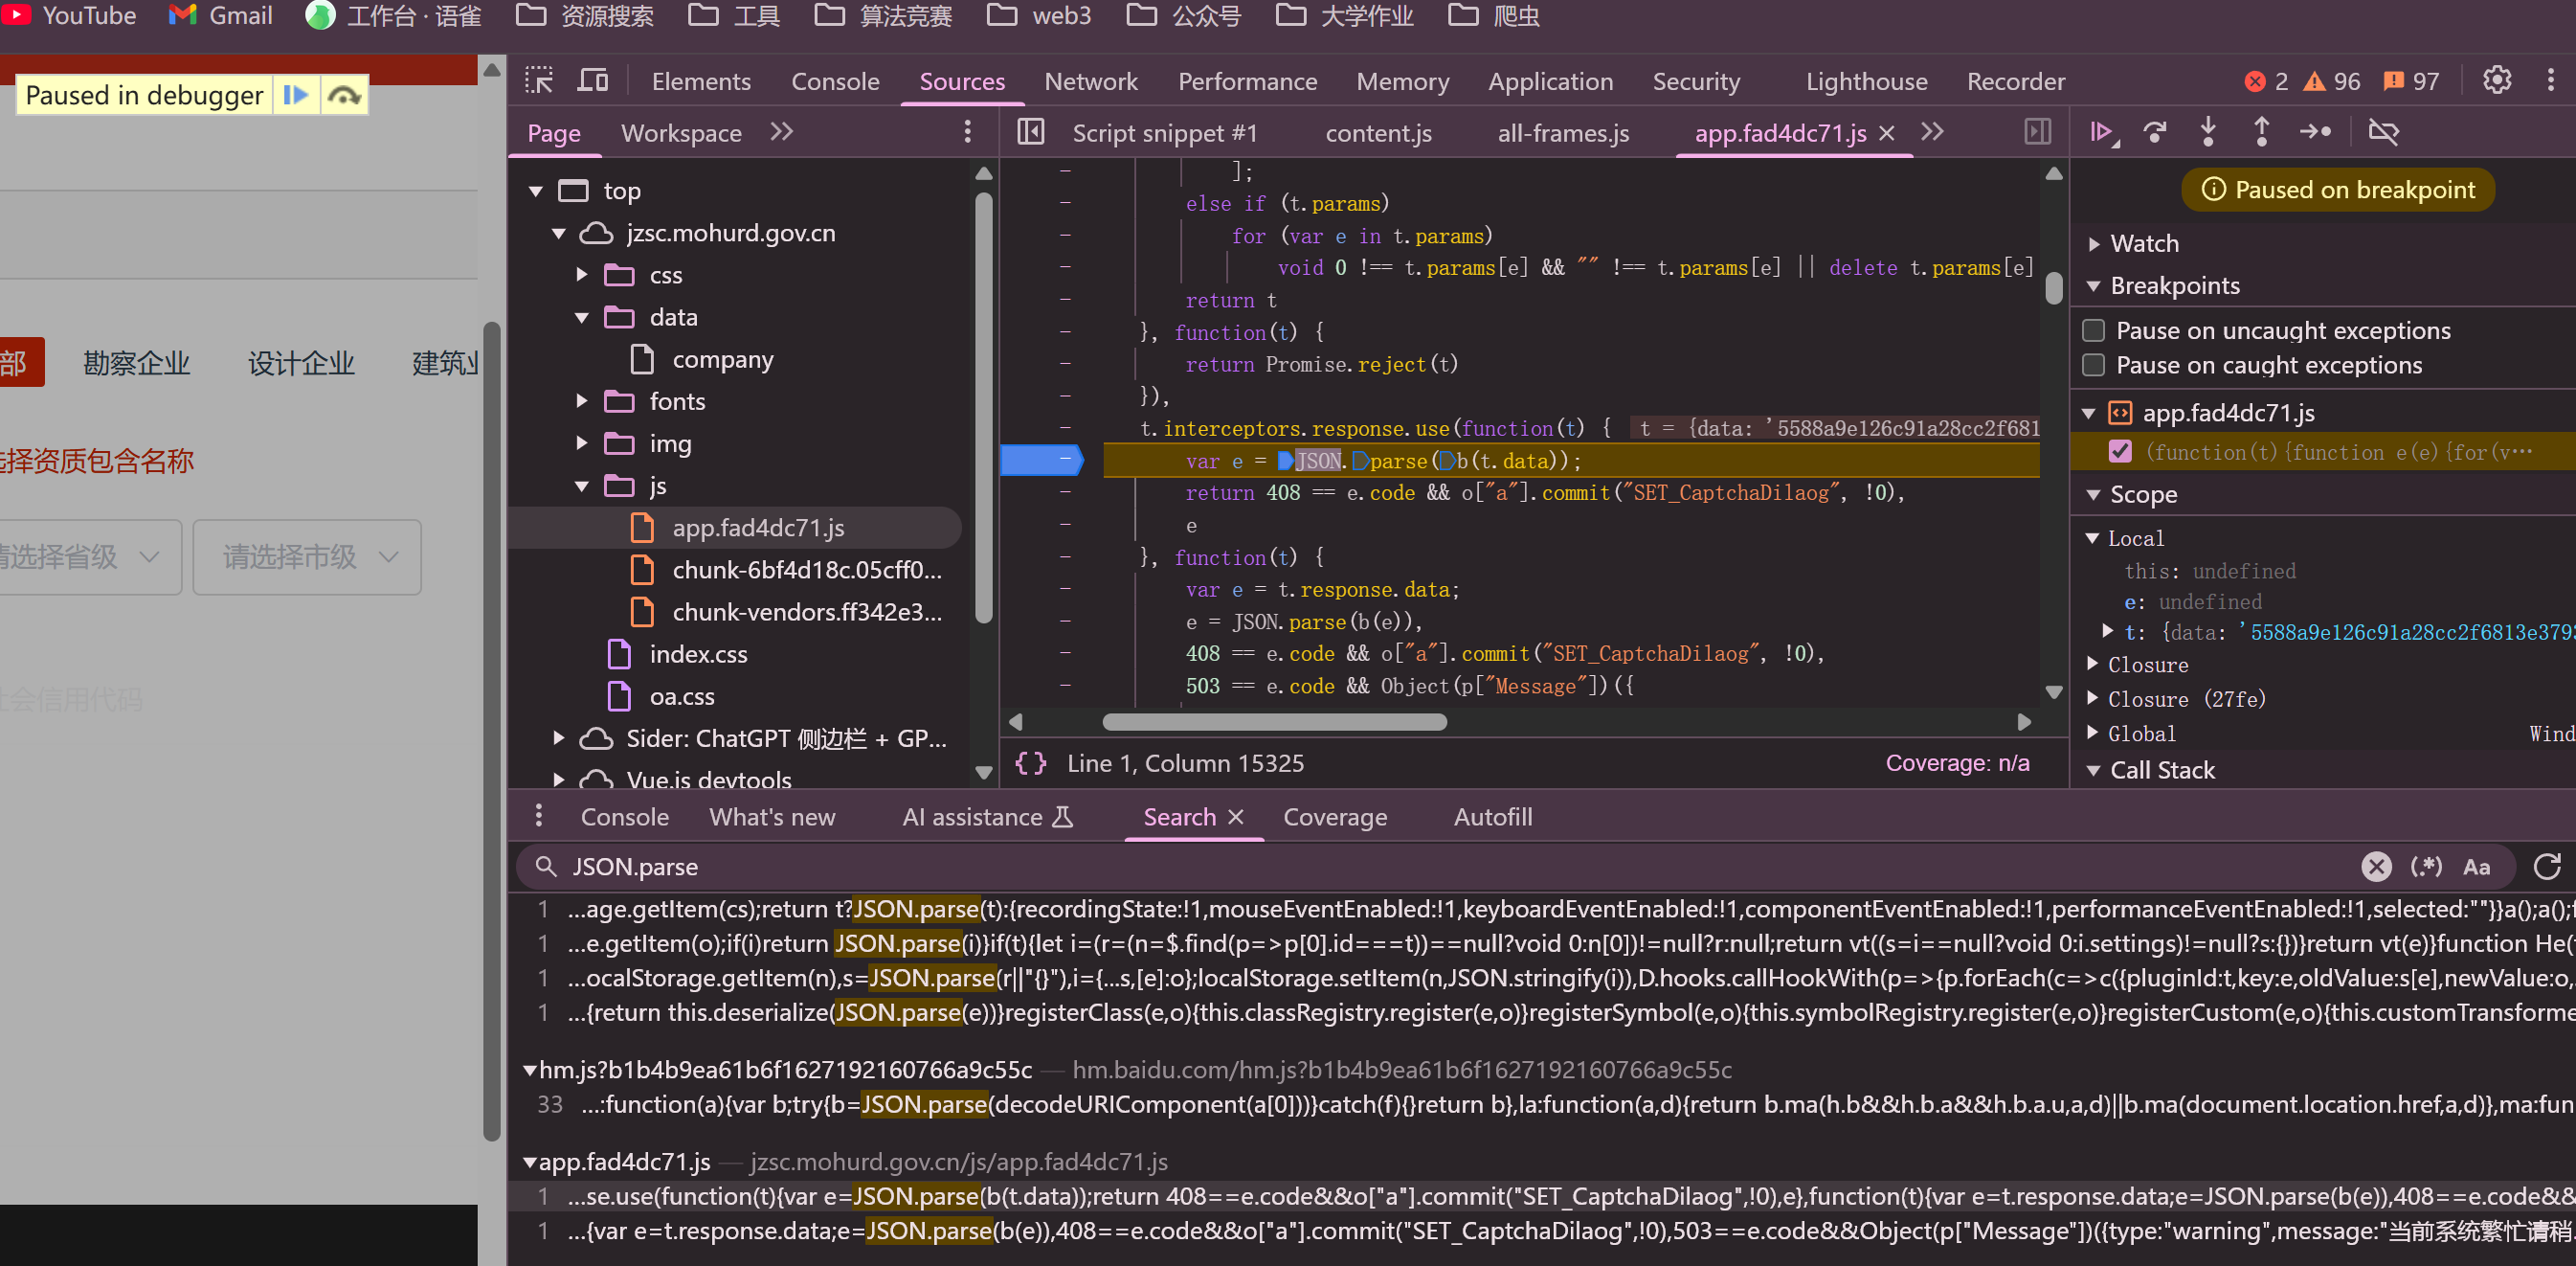 YouTube Gmail 工作台 · 语雀 资源搜索 工具 算法竞赛 web3 公众号 大学作业 爬虫
Paused in debugger
部 勘察企业 设计企业 建筑业
选择资质包含名称
请选择省级 请选择市级
社会信用代码
Elements Console Sources Network Performance Memory Application Security Lighthouse Recorder 2 96 97
Page Workspace
top
jzsc.mohurd.gov.cn
css
data
company
fonts
img
js
app.fad4dc71.js
chunk-6bf4d18c.05cff0...
chunk-vendors.ff342e3...
index.css
oa.css
Sider: ChatGPT 侧边栏 + GP...
Vue.js devtools
Script snippet #1 content.js all-frames.js app.fad4dc71.js
];
else if (t.params)
for (var e in t.params)
void 0 !== t.params[e] && "" !== t.params[e] || delete t.params[e]
return t
}, function(t) {
return Promise.reject(t)
}),
t.interceptors.response.use(function(t) { t = {data: '5588a9e126c91a28cc2f681
var e = JSON.parse(b(t.data));
return 408 == e.code && o["a"].commit("SET_CaptchaDilaog", !0),
e
}, function(t) {
var e = t.response.data;
e = JSON.parse(b(e)),
408 == e.code && o["a"].commit("SET_CaptchaDilaog", !0),
503 == e.code && Object(p["Message"])({
{} Line 1, Column 15325 Coverage: n/a
Paused on breakpoint
Watch
Breakpoints
Pause on uncaught exceptions
Pause on caught exceptions
app.fad4dc71.js
(function(t){function e(e){for(v…
Scope
Local
this: undefined
e: undefined
t: {data: '5588a9e126c91a28cc2f6813e379
Closure
Closure (27fe)
Global Wind
Call Stack
Console What's new AI assistance Search Coverage Autofill
JSON.parse (.*) Aa
1 …age.getItem(cs);return t?JSON.parse(t):{recordingState:!1,mouseEventEnabled:!1,keyboardEventEnabled:!1,componentEventEnabled:!1,performanceEventEnabled:!1,selected:""}}a();a();f
1 …e.getItem(o);if(i)return JSON.parse(i)}if(t){let i=(r=(n=$.find(p=>p[0].id===t))==null?void 0:n[0])!=null?r:null;return vt((s=i==null?void 0:i.settings)!=null?s:{})}return vt(e)}function He(
1 …ocalStorage.getItem(n),s=JSON.parse(r||"{}"),i={...s,[e]:o};localStorage.setItem(n,JSON.stringify(i)),D.hooks.callHookWith(p=>{p.forEach(c=>c({pluginId:t,key:e,oldValue:s[e],newValue:o,
1 …{return this.deserialize(JSON.parse(e))}registerClass(e,o){this.classRegistry.register(e,o)}registerSymbol(e,o){this.symbolRegistry.register(e,o)}registerCustom(e,o){this.customTransforme
hm.js?b1b4b9ea61b6f1627192160766a9c55c — hm.baidu.com/hm.js?b1b4b9ea61b6f1627192160766a9c55c
33 …:function(a){var b;try{b=JSON.parse(decodeURIComponent(a[0]))}catch(f){}return b},la:function(a,d){return b.ma(h.b&&h.b.a&&h.b.a.u,a,d)||b.ma(document.location.href,a,d)},ma:fun
app.fad4dc71.js — jzsc.mohurd.gov.cn/js/app.fad4dc71.js
1 …se.use(function(t){var e=JSON.parse(b(t.data));return 408==e.code&&o["a"].commit("SET_CaptchaDilaog",!0),e},function(t){var e=t.response.data;e=JSON.parse(b(e)),408==e.code&&
1 …{var e=t.response.data;e=JSON.parse(b(e)),408==e.code&&o["a"].commit("SET_CaptchaDilaog",!0),503==e.code&&Object(p["Message"])({type:"warning",message:"当前系统繁忙请稍